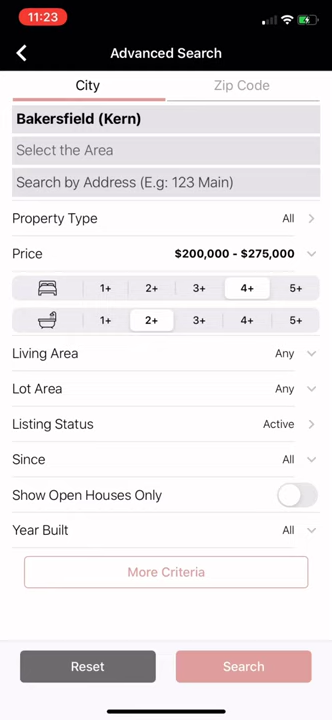 11:23
Advanced Search
City Zip Code
Bakersfield (Kern)
Select the Area
Search by Address (E.g: 123 Main)
Property Type All
Price $200,000 - $275,000
1+ 2+ 3+ 4+ 5+
1+ 2+ 3+ 4+ 5+
Living Area Any
Lot Area Any
Listing Status Active
Since All
Show Open Houses Only
Year Built All
More Criteria
Reset Search